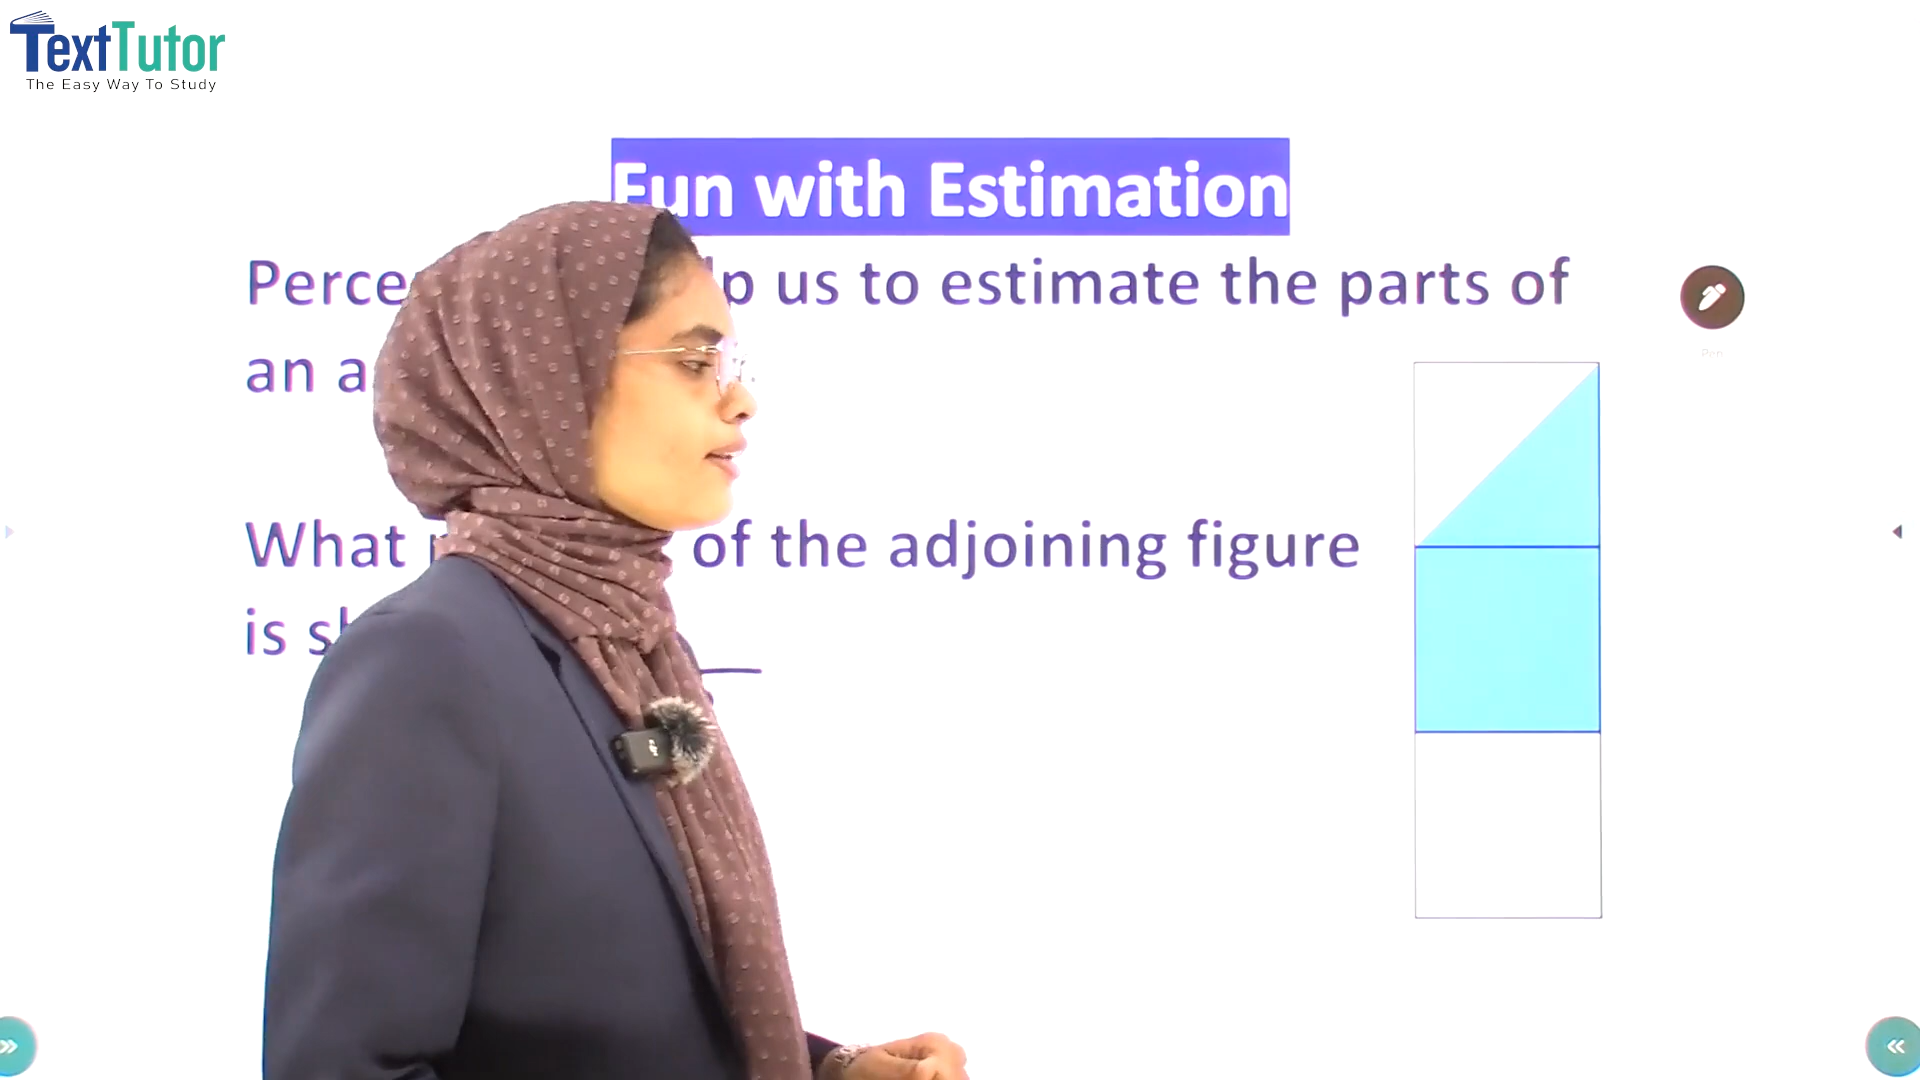 TextTutor
The Easy Way To Study
Fun with Estimation
us to estimate the parts of
an
What of the adjoining figure
is
Pen